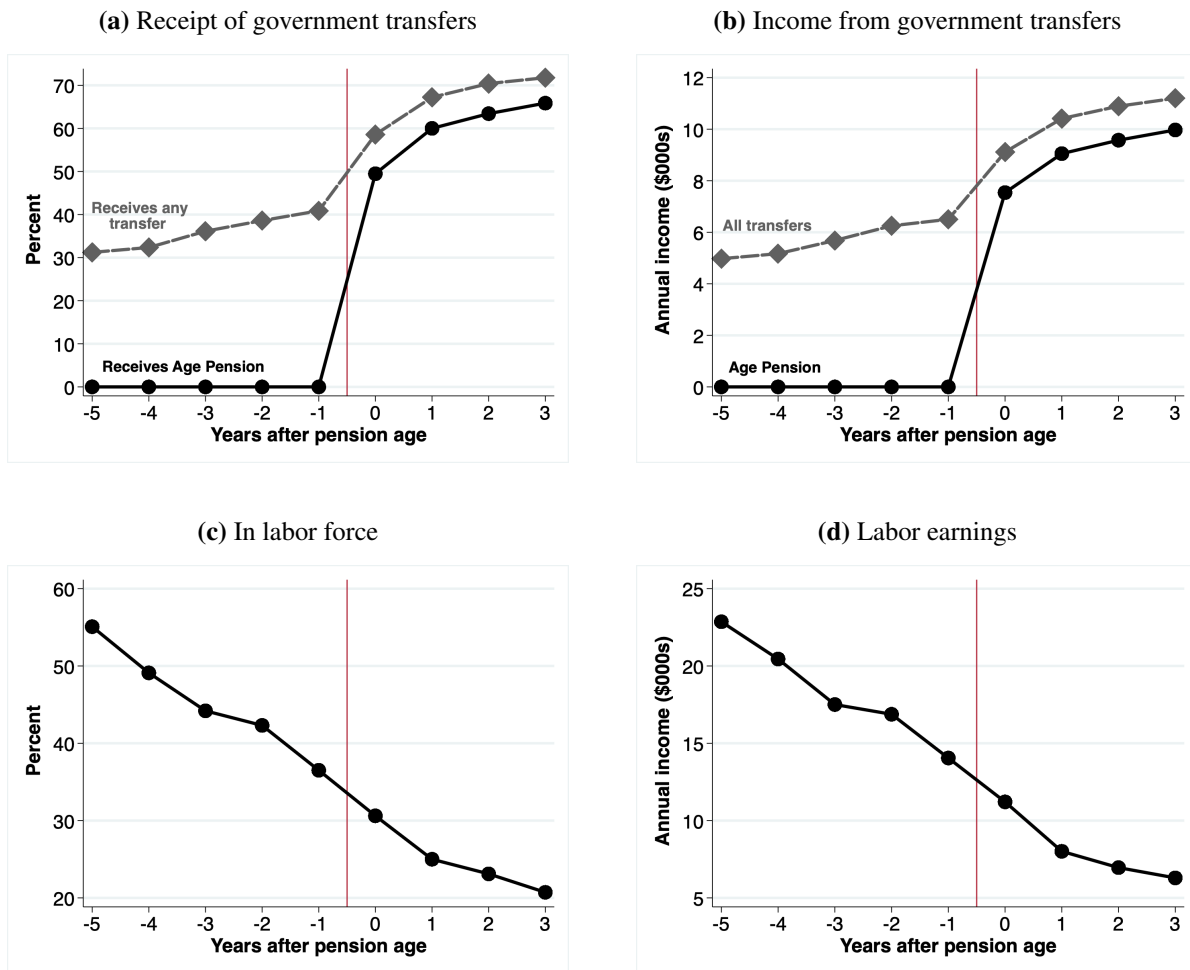 (a) Receipt of government transfers
Percent
70
60
50
40
30
20
10
0
Receives any
transfer
Receives Age Pension
-5 -4 -3 -2 -1 0 1 2 3
Years after pension age
(b) Income from government transfers
Annual income ($000s)
12
10
8
6
4
2
0
All transfers
Age Pension
-5 -4 -3 -2 -1 0 1 2 3
Years after pension age
(c) In labor force
Percent
60
50
40
30
20
-5 -4 -3 -2 -1 0 1 2 3
Years after pension age
(d) Labor earnings
Annual income ($000s)
25
20
15
10
5
-5 -4 -3 -2 -1 0 1 2 3
Years after pension age